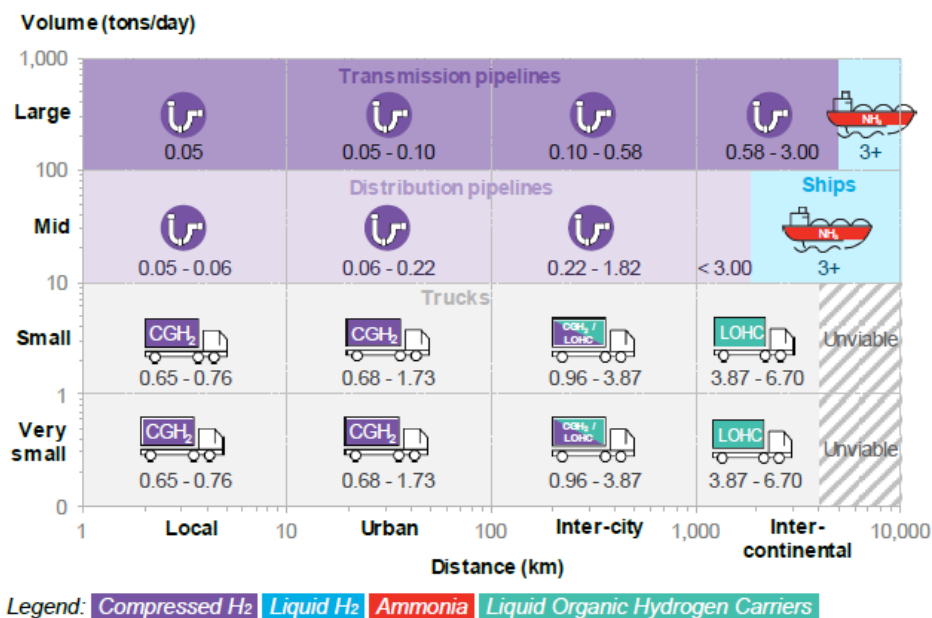 Volume (tons/day)
1,000
Transmission pipelines
Large
NH₃
0.05
0.05 - 0.10
0.10 - 0.58
0.58 - 3.00
3+
100
Distribution pipelines
Ships
Mid
NH₃
0.05 - 0.06
0.06 - 0.22
0.22 - 1.82
< 3.00
3+
10
Trucks
Small
CGH₂
CGH₂
CGH₂ /
LOHC
LOHC
Unviable
0.65 - 0.76
0.68 - 1.73
0.96 - 3.87
3.87 - 6.70
1
Very
small
CGH₂
CGH₂
CGH₂ /
LOHC
LOHC
Unviable
0.65 - 0.76
0.68 - 1.73
0.96 - 3.87
3.87 - 6.70
0
1
Local
10
Urban
100
Inter-city
1,000
Inter-
continental
10,000
Distance (km)
Legend: Compressed H₂ Liquid H₂ Ammonia Liquid Organic Hydrogen Carriers